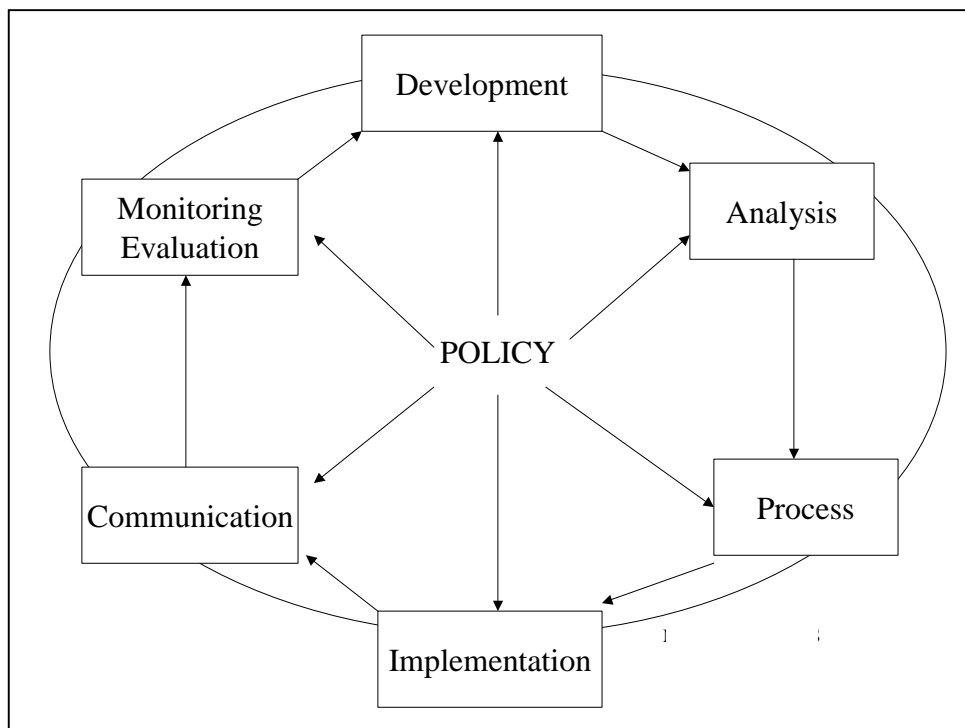 Development
Analysis
Monitoring
Evaluation
POLICY
Communication
Process
Implementation